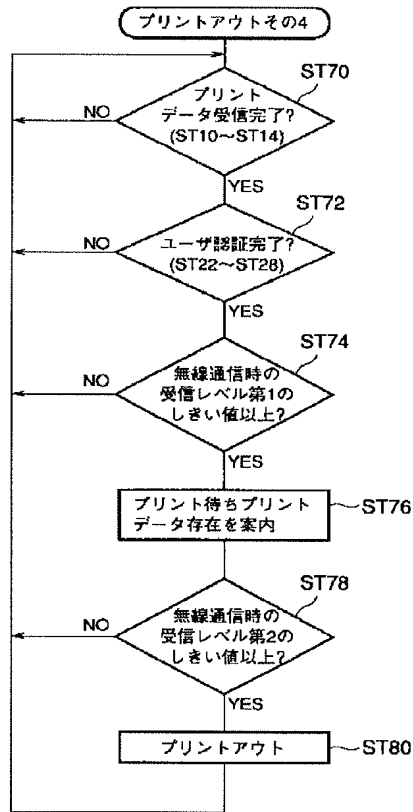 プリントアウトその4
ST70
プリント
データ受信完了?
(ST10～ST14)
NO
YES
ST72
ユーザ認証完了?
(ST22～ST28)
NO
YES
ST74
無線通信時の
受信レベル第1の
しきい値以上?
NO
YES
プリント待ちプリント
データ存在を案内
ST76
ST78
無線通信時の
受信レベル第2の
しきい値以上?
NO
YES
プリントアウト
ST80